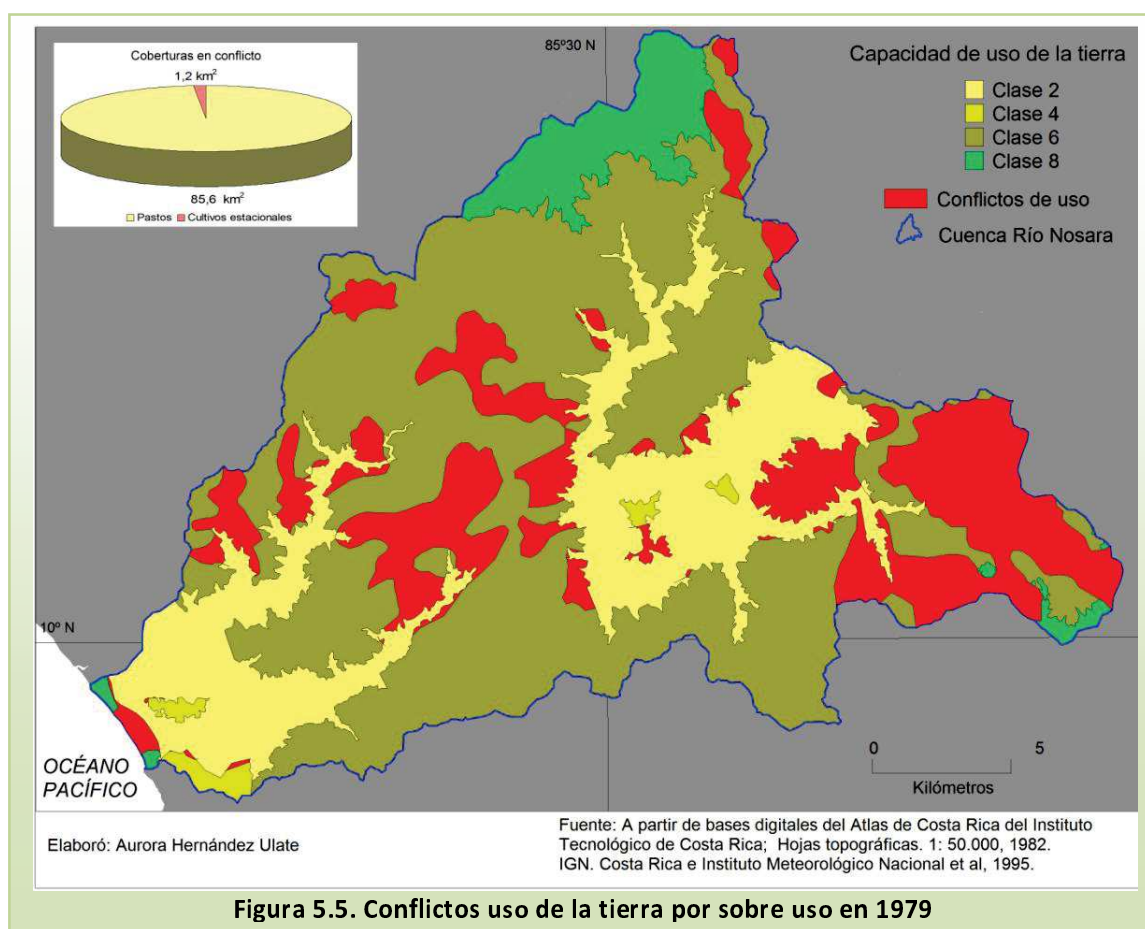 Coberturas en conflicto
1,2 km²
85,6 km²
Pastos Cultivos estacionales
85º30 N
Capacidad de uso de la tierra
Clase 2
Clase 4
Clase 6
Clase 8
Conflictos de uso
Cuenca Río Nosara
10º N
OCÉANO
PACÍFICO
0 5
Kilómetros
Elaboró: Aurora Hernández Ulate
Fuente: A partir de bases digitales del Atlas de Costa Rica del Instituto
Tecnológico de Costa Rica; Hojas topográficas. 1: 50.000, 1982.
IGN. Costa Rica e Instituto Meteorológico Nacional et al, 1995.
Figura 5.5. Conflictos uso de la tierra por sobre uso en 1979